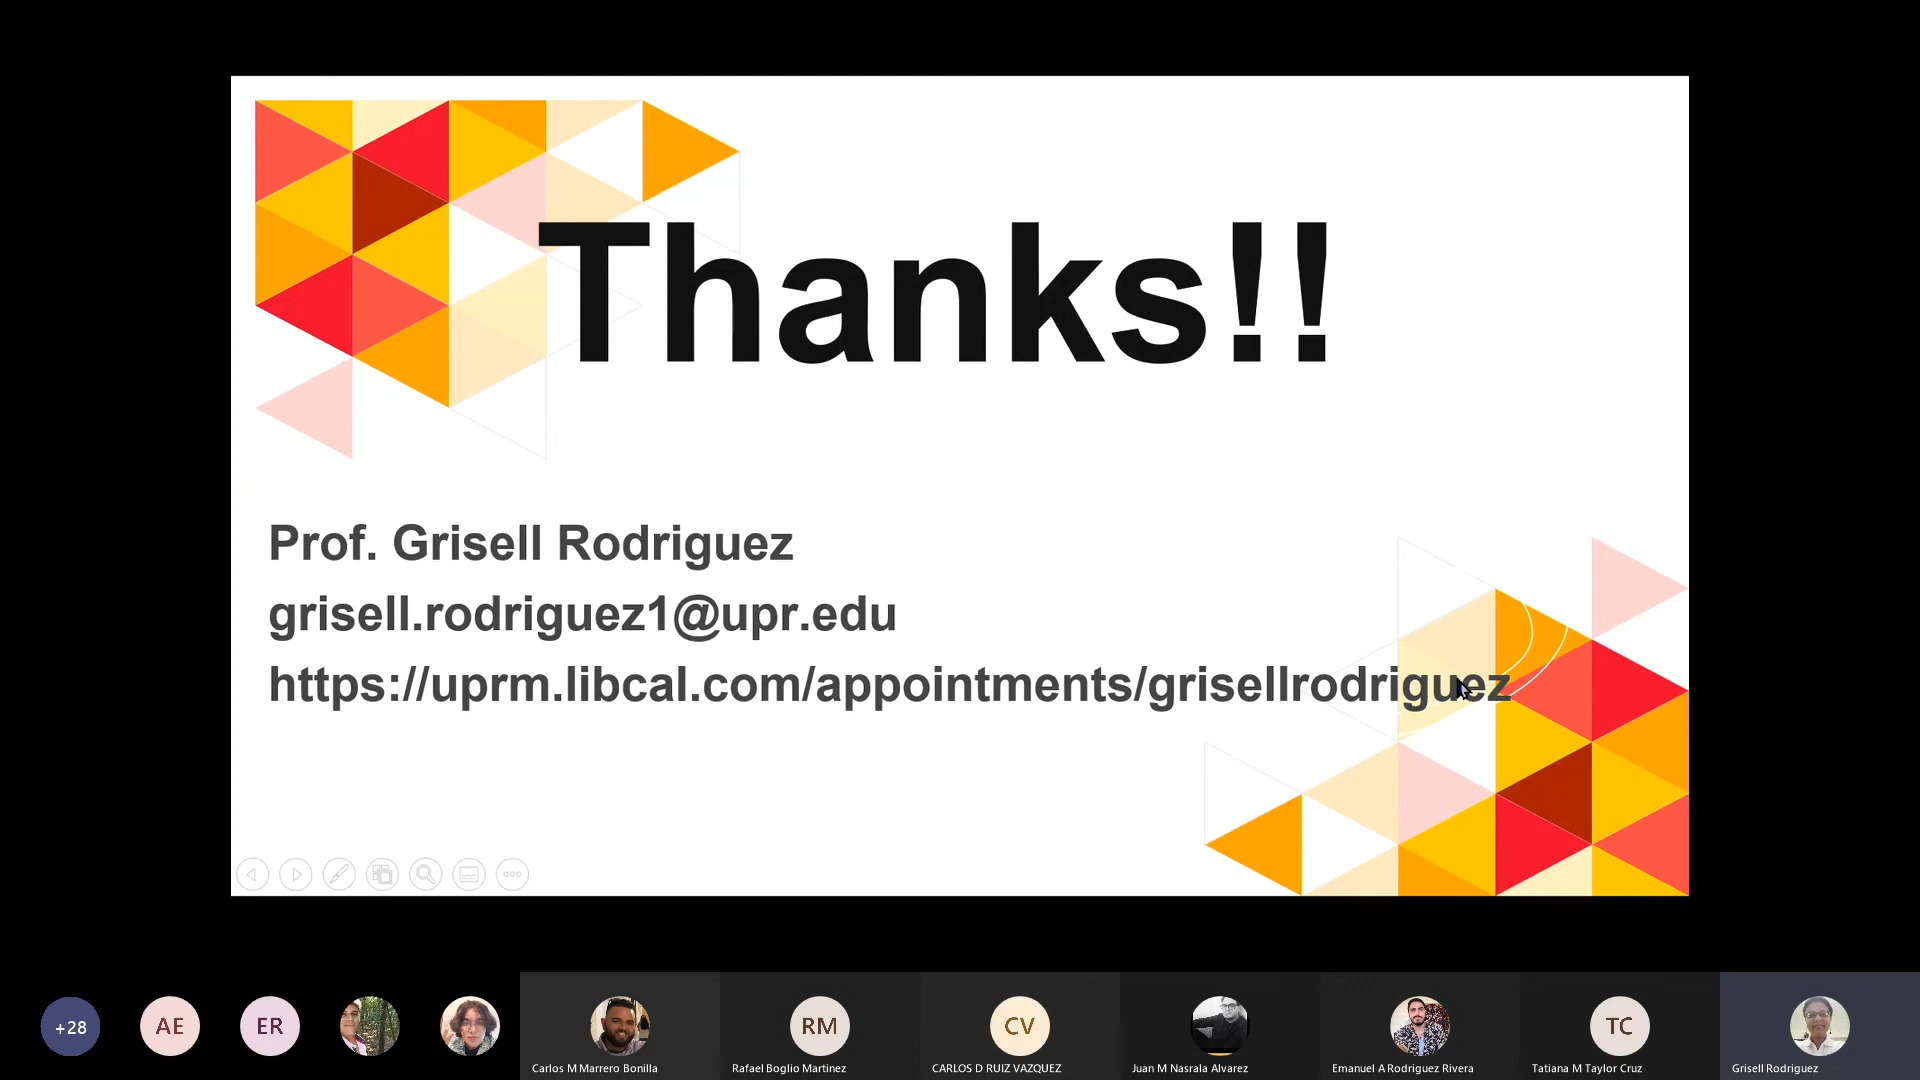 Thanks!!
Prof. Grisell Rodriguez
grisell.rodriguez1@upr.edu
https://uprm.libcal.com/appointments/grisellrodriguez
+28
AE
ER
RM
CV
TC
Carlos M Marrero Bonilla
Rafael Boglio Martinez
CARLOS D RUIZ VAZQUEZ
Juan M Nasrala Alvarez
Emanuel A Rodriguez Rivera
Tatiana M Taylor Cruz
Grisell Rodriguez